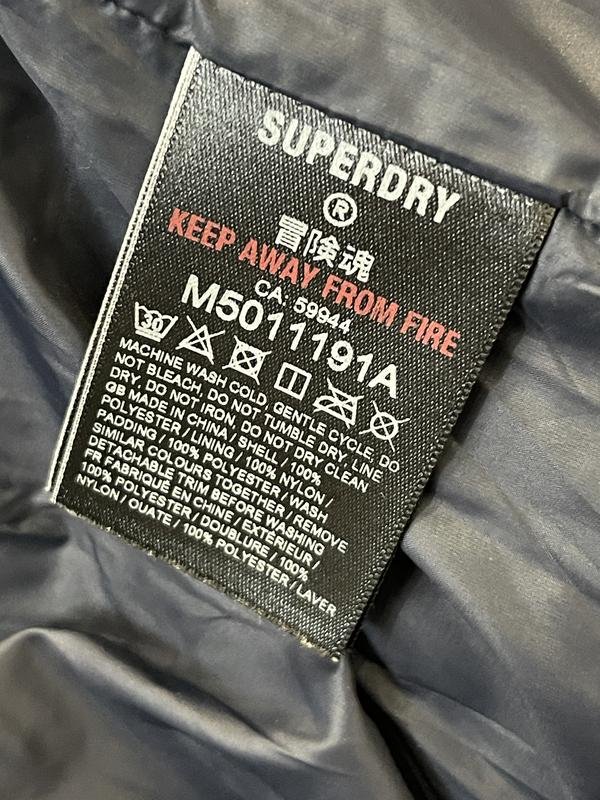 SUPERDRY
®
冒険魂
KEEP AWAY FROM FIRE
CA: 59944
M5011191A
30
MACHINE WASH COLD, GENTLE CYCLE, DO
NOT BLEACH, DO NOT TUMBLE DRY, LINE
DRY, DO NOT IRON, DO NOT DRY CLEAN
GB MADE IN CHINA / SHELL / 100%
POLYESTER / LINING / 100% NYLON /
PADDING / 100% POLYESTER / WASH
SIMILAR COLOURS TOGETHER / REMOVE
DETACHABLE TRIM BEFORE WASHING
FR FABRIQUÉ EN CHINE / EXTÉRIEUR /
100% POLYESTER / DOUBLURE / 100%
NYLON / OUATE / 100% POLYESTER / LAVER